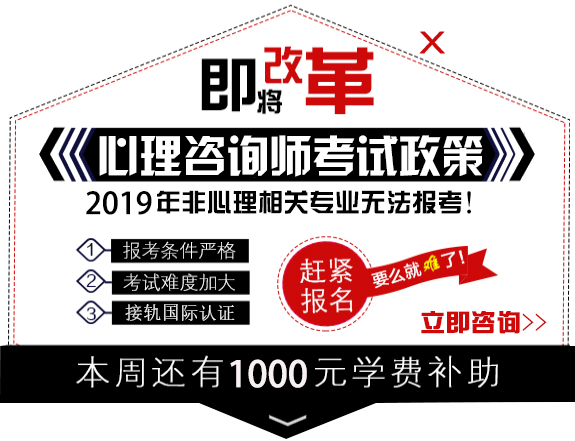 即将改革
心理咨询师考试政策
2019年非心理相关专业无法报考！
1 报考条件严格
2 考试难度加大
3 接轨国际认证
赶紧
报名
要么就难了！
立即咨询>>
本周还有1000元学费补助